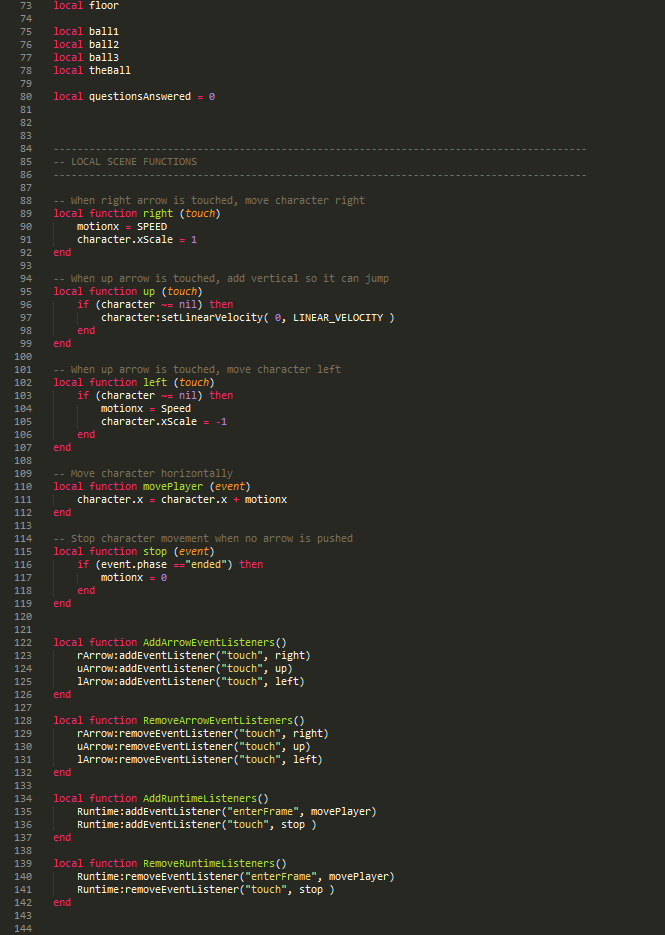 73 local floor
74
75 local ball1
76 local ball2
77 local ball3
78 local theBall
79
80 local questionsAnswered = 0
81
82
83
84 -----------------------------------------------------------------------------------------
85 -- LOCAL SCENE FUNCTIONS
86 -----------------------------------------------------------------------------------------
87
88 -- When right arrow is touched, move character right
89 local function right (touch)
90     motionx = SPEED
91     character.xScale = 1
92 end
93
94 -- When up arrow is touched, add vertical so it can jump
95 local function up (touch)
96     if (character ~= nil) then
97         character:setLinearVelocity( 0, LINEAR_VELOCITY )
98     end
99 end
100
101 -- When up arrow is touched, move character left
102 local function left (touch)
103     if (character ~= nil) then
104         motionx = Speed
105         character.xScale = -1
106     end
107 end
108
109 -- Move character horizontally
110 local function movePlayer (event)
111     character.x = character.x + motionx
112 end
113
114 -- Stop character movement when no arrow is pushed
115 local function stop (event)
116     if (event.phase =="ended") then
117         motionx = 0
118     end
119 end
120
121
122 local function AddArrowEventListeners()
123     rArrow:addEventListener("touch", right)
124     uArrow:addEventListener("touch", up)
125     lArrow:addEventListener("touch", left)
126 end
127
128 local function RemoveArrowEventListeners()
129     rArrow:removeEventListener("touch", right)
130     uArrow:removeEventListener("touch", up)
131     lArrow:removeEventListener("touch", left)
132 end
133
134 local function AddRuntimeListeners()
135     Runtime:addEventListener("enterFrame", movePlayer)
136     Runtime:addEventListener("touch", stop )
137 end
138
139 local function RemoveRuntimeListeners()
140     Runtime:removeEventListener("enterFrame", movePlayer)
141     Runtime:removeEventListener("touch", stop )
142 end
143
144